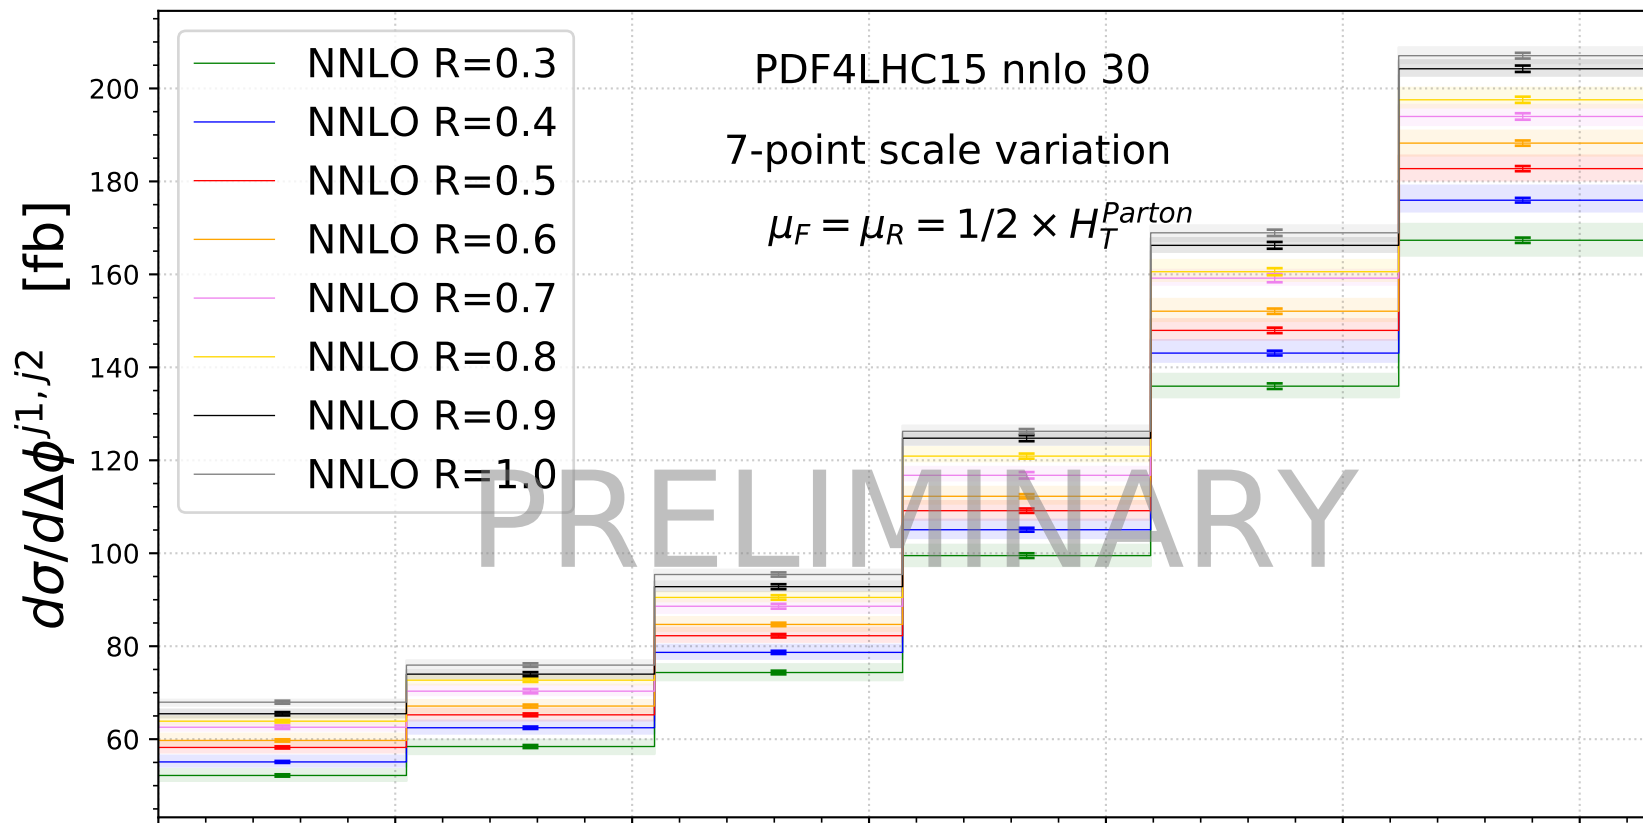 NNLO R=0.3
NNLO R=0.4
NNLO R=0.5
NNLO R=0.6
NNLO R=0.7
NNLO R=0.8
NNLO R=0.9
NNLO R=1.0
PDF4LHC15 nnlo 30
7-point scale variation
μ_F = μ_R = 1/2 × H_T^{Parton}
PRELIMINARY
dσ/dΔϕ^{j1,j2} [fb]
200
180
160
140
120
100
80
60